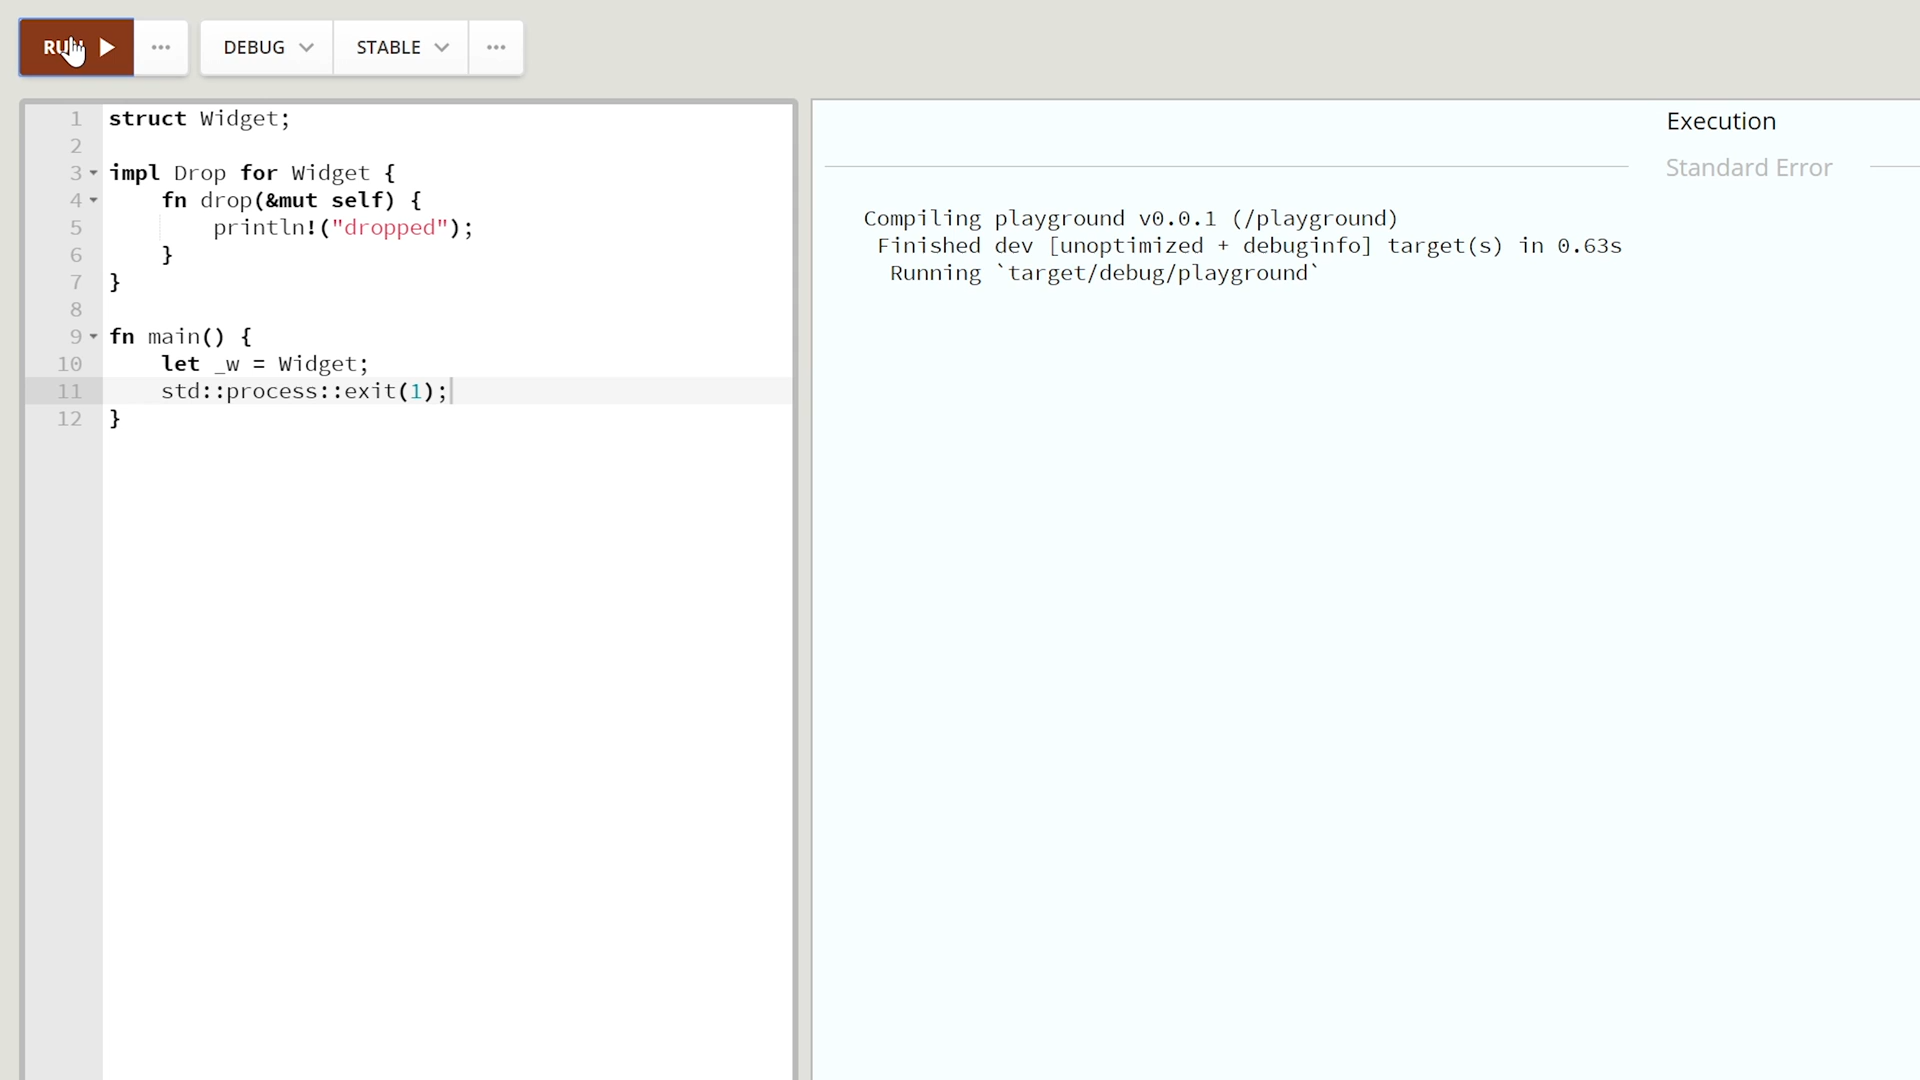 RUN ▶ ··· DEBUG STABLE ···
1 struct Widget;
2
3 impl Drop for Widget {
4     fn drop(&mut self) {
5         println!("dropped");
6     }
7 }
8
9 fn main() {
10     let _w = Widget;
11     std::process::exit(1);
12 }
Execution
Standard Error
Compiling playground v0.0.1 (/playground)
Finished dev [unoptimized + debuginfo] target(s) in 0.63s
Running `target/debug/playground`